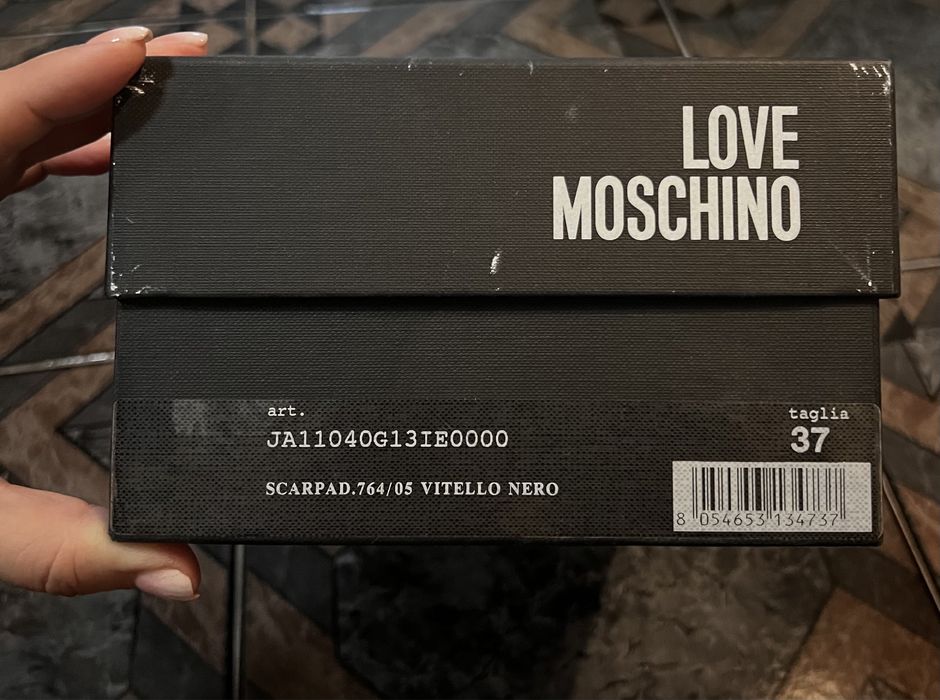 LOVE
MOSCHINO
art.
JA11040G13IE0000
SCARPAD.764/05 VITELLO NERO
taglia
37
8 054653 134737